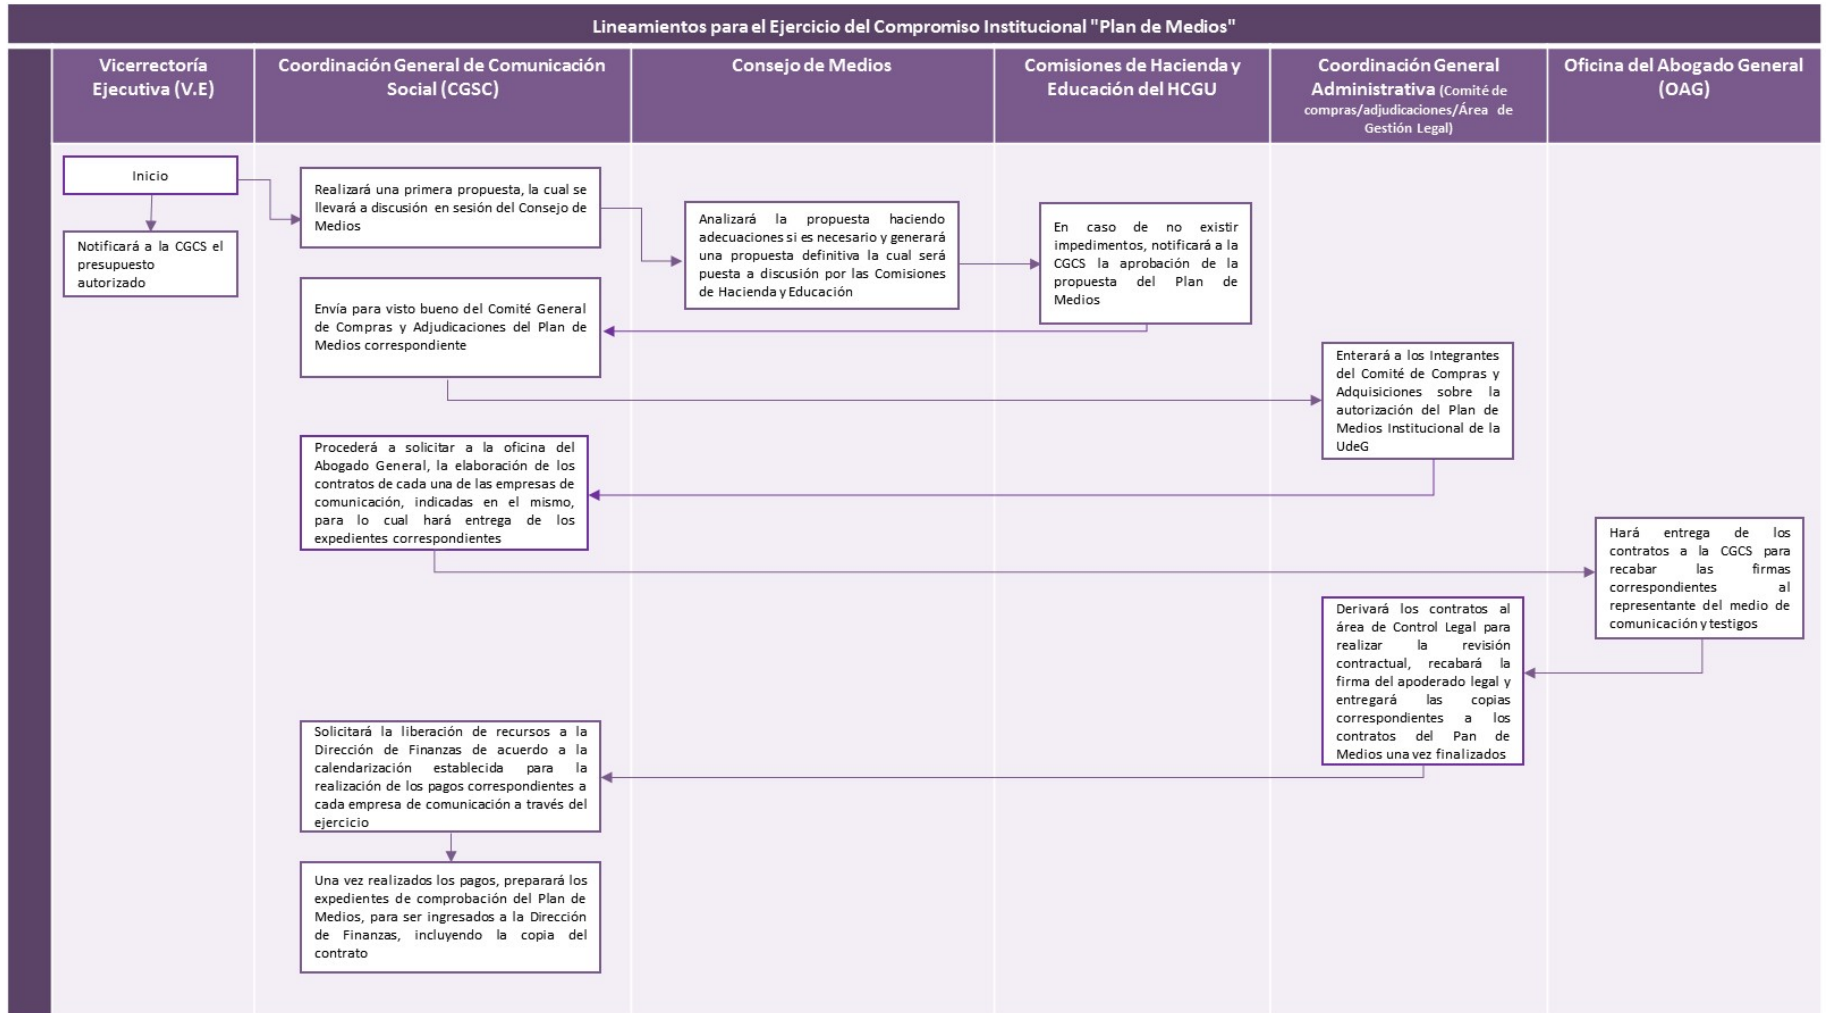 Lineamientos para el Ejercicio del Compromiso Institucional "Plan de Medios"
Vicerrectoría
Ejecutiva (V.E)
Coordinación General de Comunicación
Social (CGSC)
Consejo de Medios
Comisiones de Hacienda y
Educación del HCGU
Coordinación General
Administrativa (Comité de
compras/adjudicaciones/Área de
Gestión Legal)
Oficina del Abogado General
(OAG)
Inicio
Notificará a la CGCS el
presupuesto
autorizado
Realizará una primera propuesta, la cual se
llevará a discusión en sesión del Consejo de
Medios
Analizará la propuesta haciendo
adecuaciones si es necesario y generará
una propuesta definitiva la cual será
puesta a discusión por las Comisiones
de Hacienda y Educación
En caso de no existir
impedimentos, notificará a la
CGCS la aprobación de la
propuesta del Plan de
Medios
Envía para visto bueno del Comité General
de Compras y Adjudicaciones del Plan de
Medios correspondiente
Enterará a los Integrantes
del Comité de Compras y
Adquisiciones sobre la
autorización del Plan de
Medios Institucional de la
UdeG
Procederá a solicitar a la oficina del
Abogado General, la elaboración de los
contratos de cada una de las empresas de
comunicación, indicadas en el mismo,
para lo cual hará entrega de los
expedientes correspondientes
Hará entrega de los
contratos a la CGCS para
recabar las firmas
correspondientes al
representante del medio de
comunicación y testigos
Derivará los contratos al
área de Control Legal para
realizar la revisión
contractual, recabará la
firma del apoderado legal y
entregará las copias
correspondientes a los
contratos del Pan de
Medios una vez finalizados
Solicitará la liberación de recursos a la
Dirección de Finanzas de acuerdo a la
calendarización establecida para la
realización de los pagos correspondientes a
cada empresa de comunicación a través del
ejercicio
Una vez realizados los pagos, preparará los
expedientes de comprobación del Plan de
Medios, para ser ingresados a la Dirección
de Finanzas, incluyendo la copia del
contrato